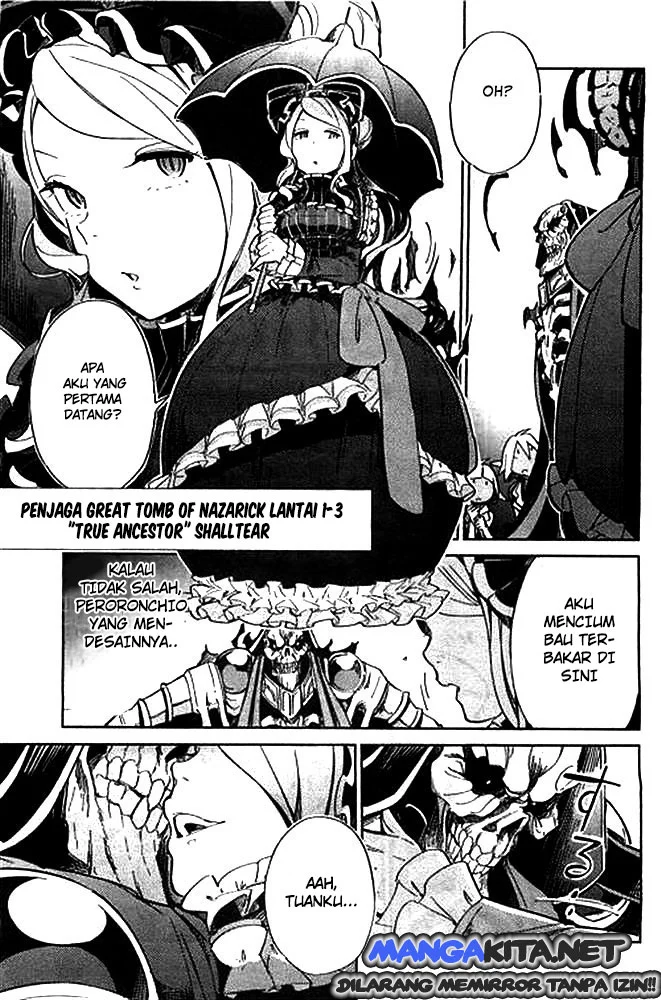 OH?
APA
AKU YANG
PERTAMA
DATANG?
PENJAGA GREAT TOMB OF NAZARICK LANTAI 1-3
"TRUE ANCESTOR" SHALLTEAR
AKU
MENCIUM
BAU TER-
BAKAR DI
SINI
KALAU
TIDAK SALAH,
PERORONCHIO
YANG MEN-
DESAINNYA..
する
AAH,
TUANKU...
MANGAKITA.NET
DILARANG MEMIRROR TANPA IZIN!!